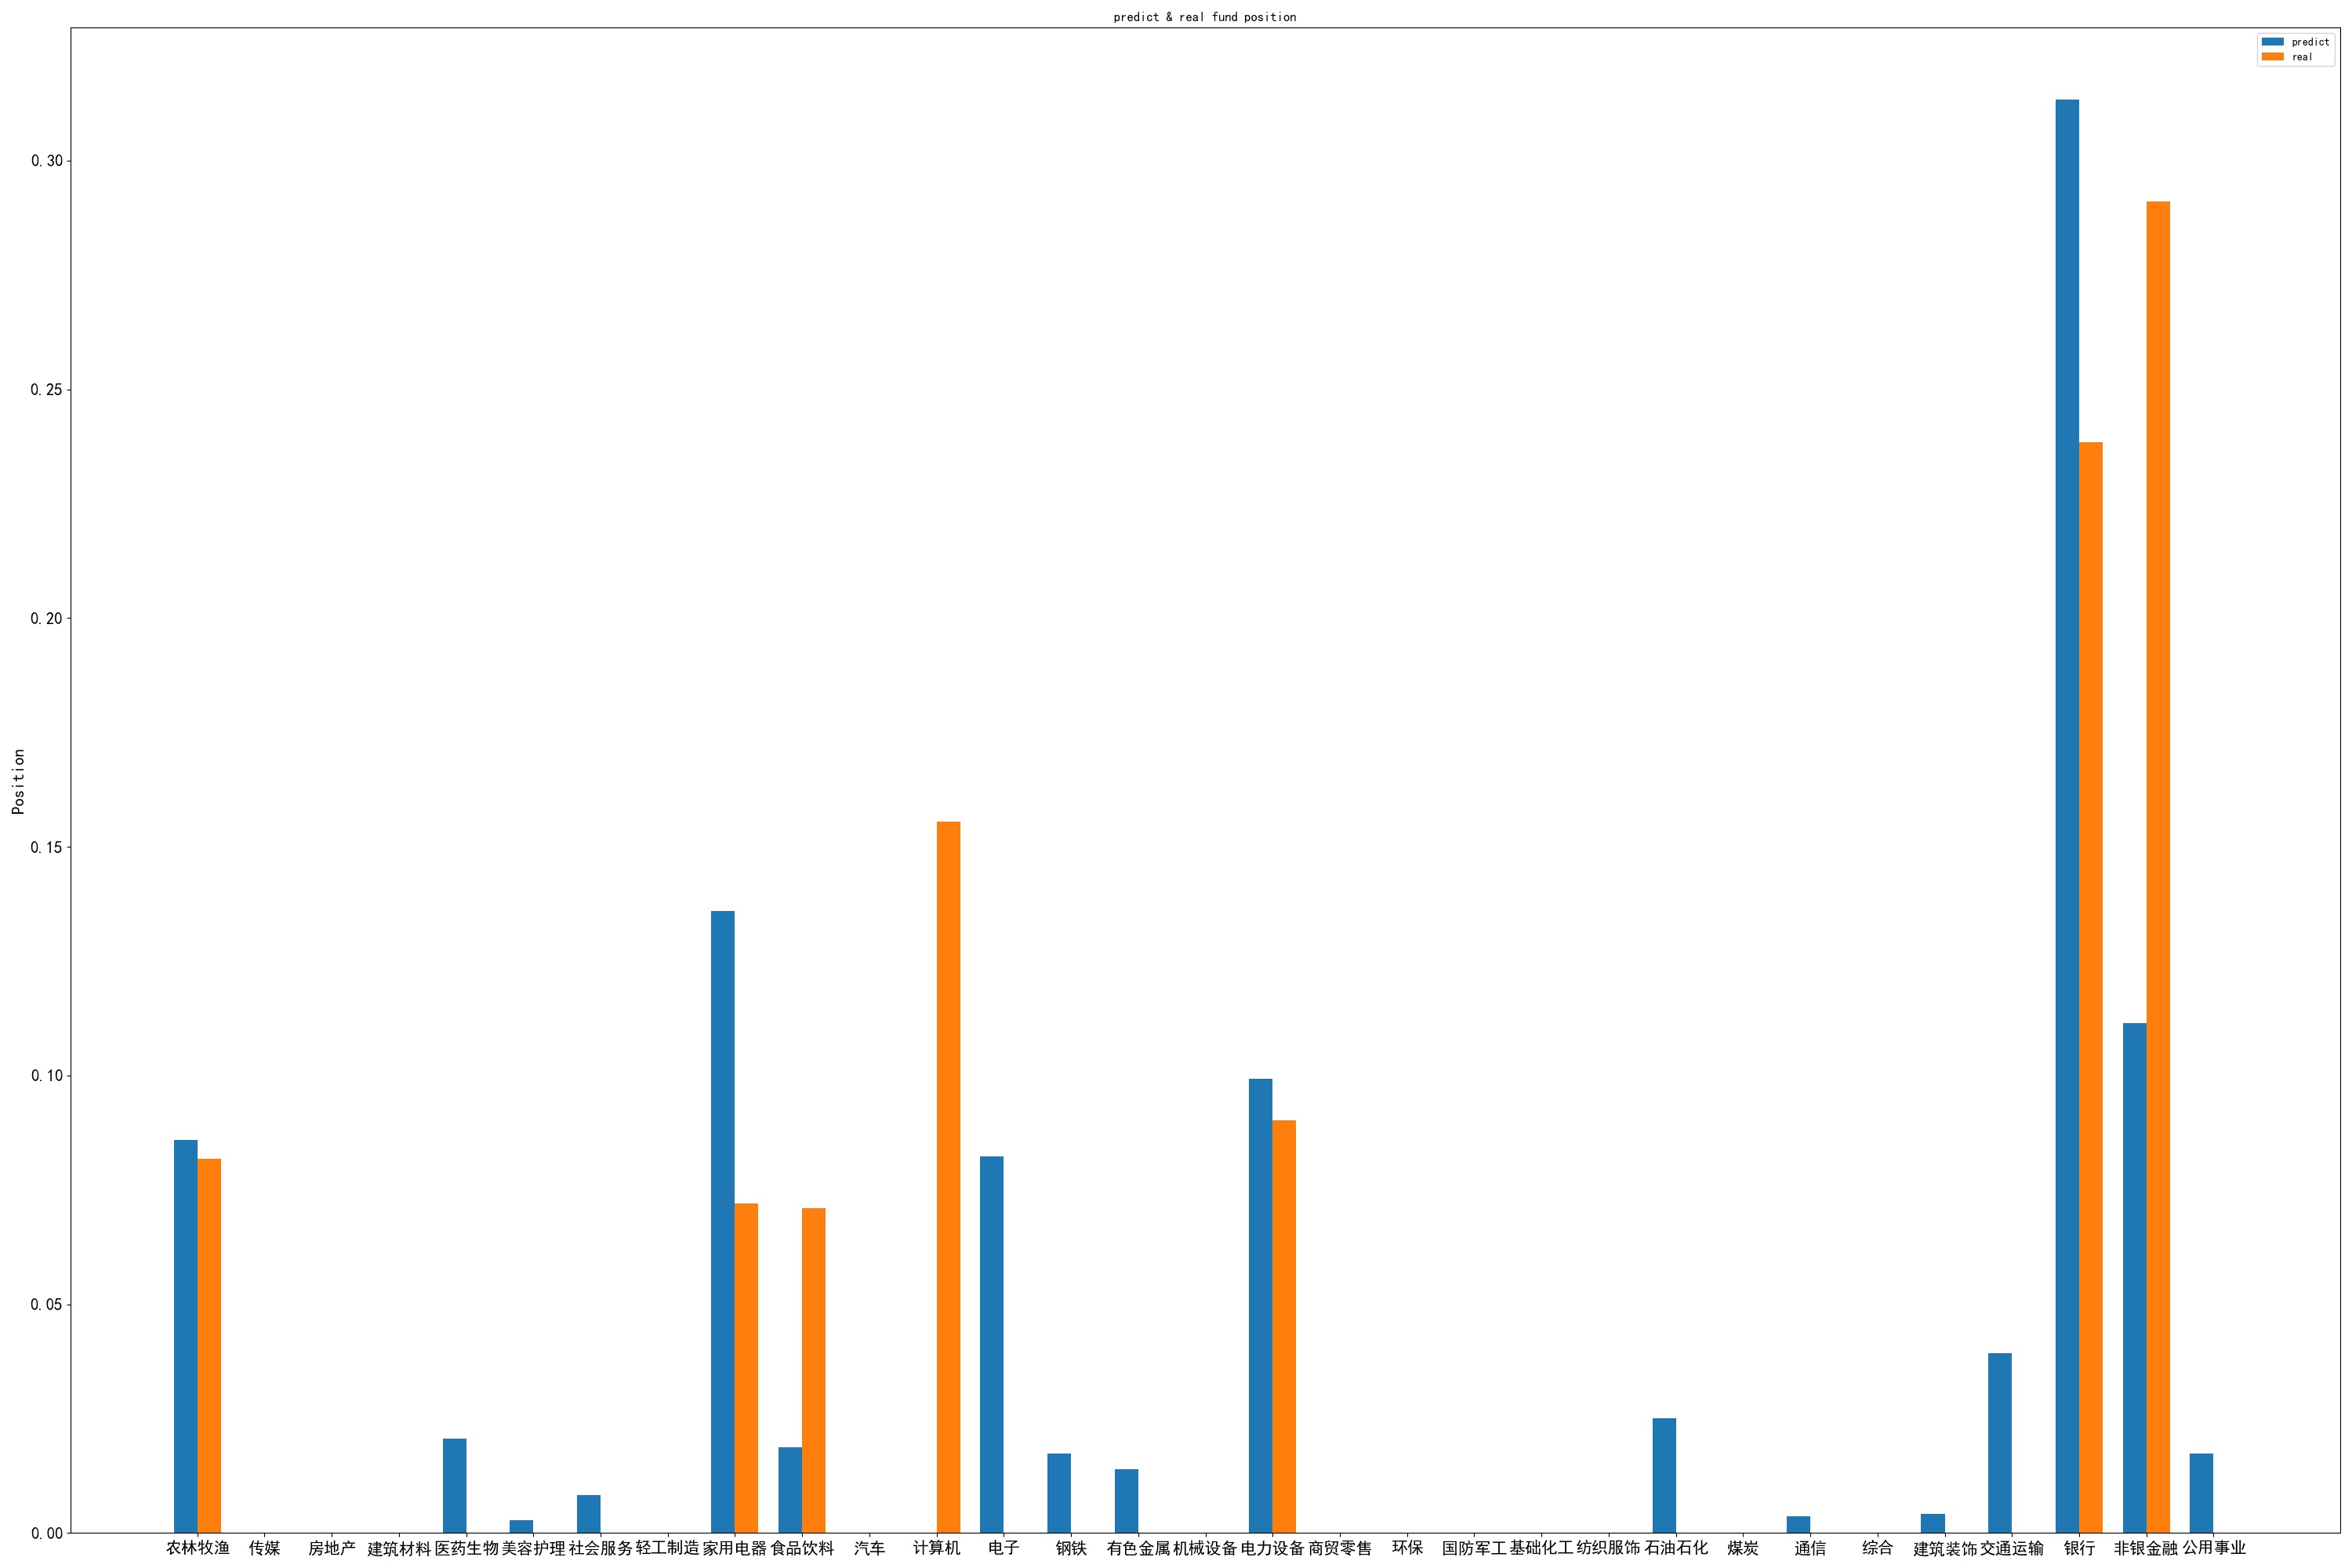 predict & real fund position
predict
real
0.30
0.25
0.20
0.15
0.10
0.05
0.00
Position
农林牧渔 传媒 房地产 建筑材料 医药生物 美容护理 社会服务 轻工制造 家用电器 食品饮料 汽车 计算机 电子 钢铁 有色金属 机械设备 电力设备 商贸零售 环保 国防军工 基础化工 纺织服饰 石油石化 煤炭 通信 综合 建筑装饰 交通运输 银行 非银金融 公用事业